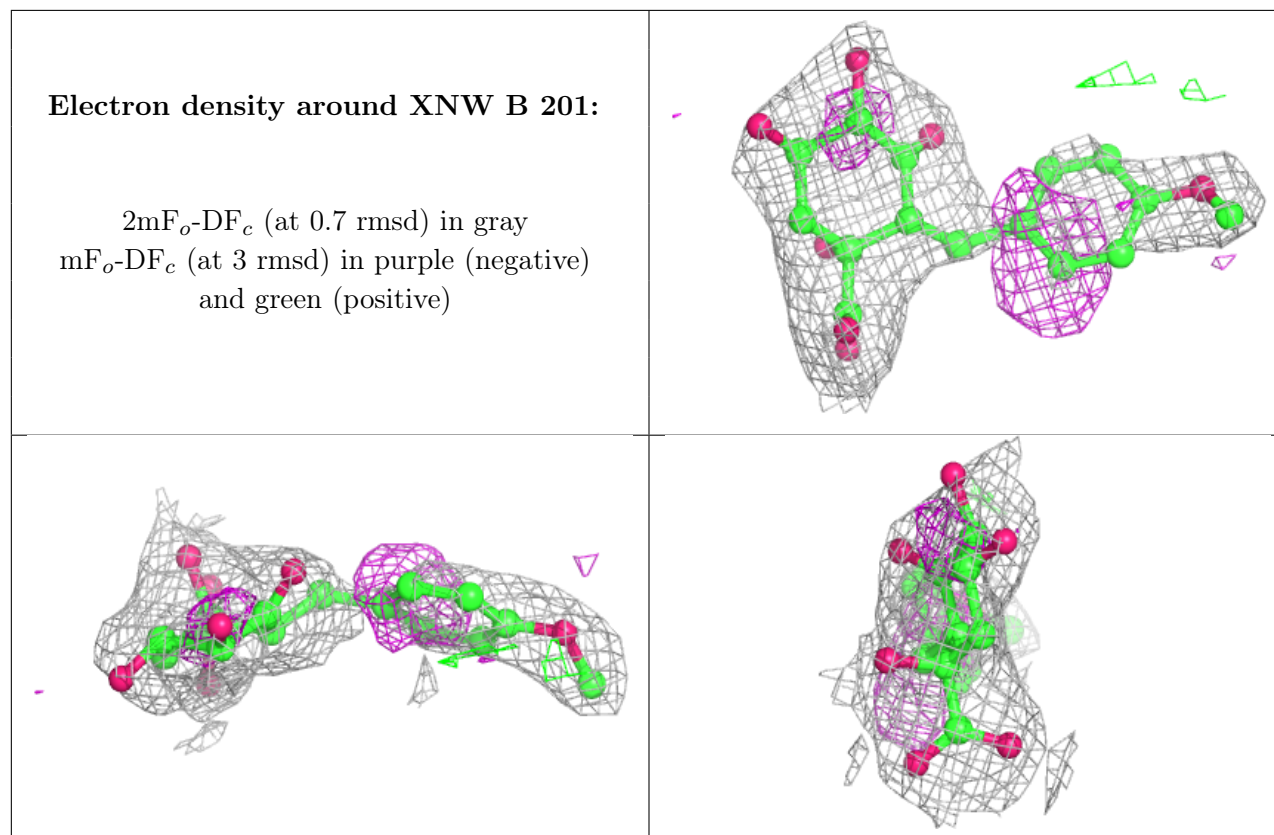 Electron density around XNW B 201:
2mFo-DFc (at 0.7 rmsd) in gray
mFo-DFc (at 3 rmsd) in purple (negative)
and green (positive)